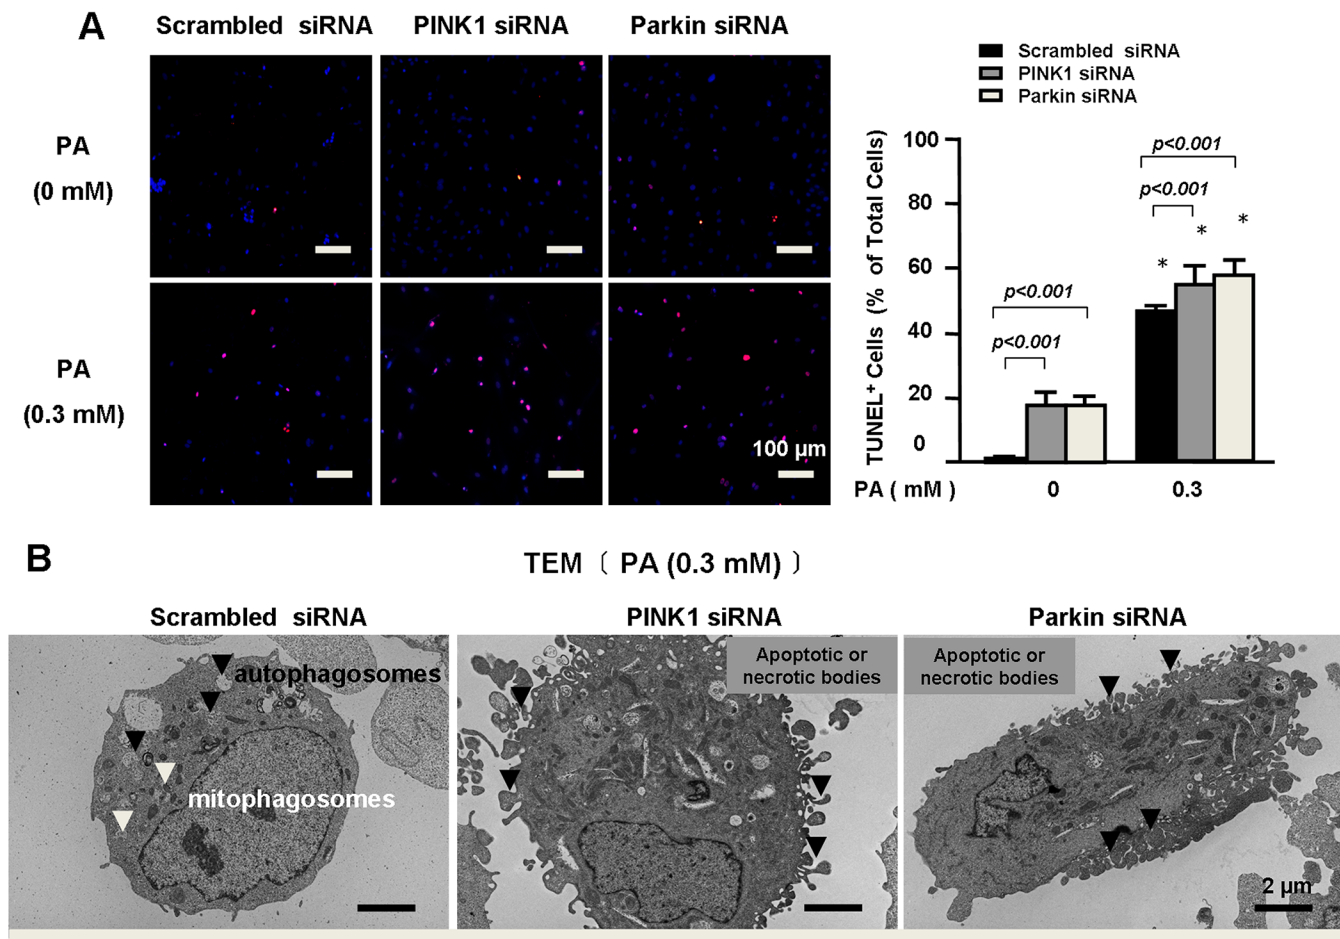 A
Scrambled siRNA
PINK1 siRNA
Parkin siRNA
PA
(0 mM)
PA
(0.3 mM)
100 µm
Scrambled siRNA
PINK1 siRNA
Parkin siRNA
TUNEL+ Cells (% of Total Cells)
100
80
60
40
20
0
p<0.001
p<0.001
p<0.001
p<0.001
*
*
*
PA ( mM )
0
0.3
B
TEM 〔 PA (0.3 mM) 〕
Scrambled siRNA
PINK1 siRNA
Parkin siRNA
autophagosomes
mitophagosomes
Apoptotic or
necrotic bodies
Apoptotic or
necrotic bodies
2 µm